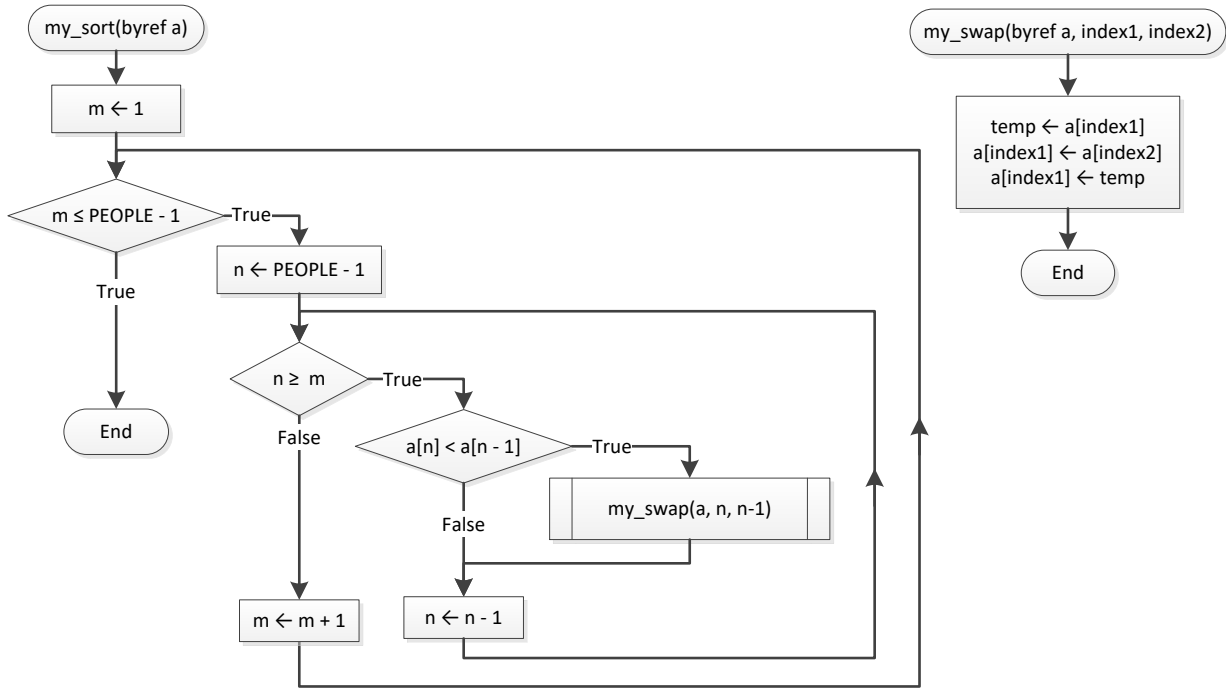 my_sort(byref a)
m ← 1
m ≤ PEOPLE - 1
True
True
n ← PEOPLE - 1
n ≥ m
True
False
a[n] < a[n - 1]
True
False
my_swap(a, n, n-1)
n ← n - 1
m ← m + 1
End
my_swap(byref a, index1, index2)
temp ← a[index1]
a[index1] ← a[index2]
a[index1] ← temp
End